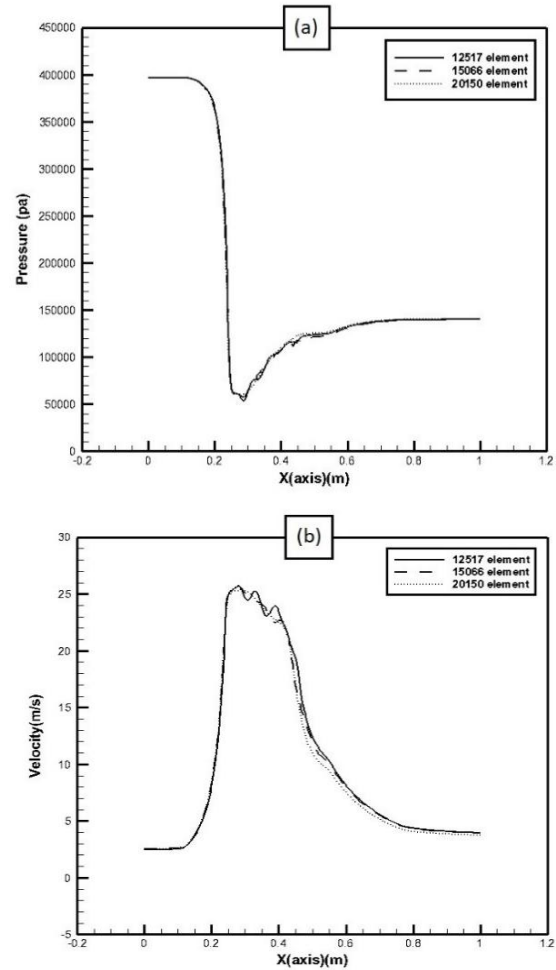 (a)
450000
400000
350000
300000
250000
200000
150000
100000
50000
0
Pressure (pa)
12517 element
15066 element
20150 element
-0.2 0 0.2 0.4 0.6 0.8 1 1.2
X(axis)(m)
(b)
30
25
20
15
10
5
0
-5
Velocity(m/s)
12517 element
15066 element
20150 element
-0.2 0 0.2 0.4 0.6 0.8 1 1.2
X(axis)(m)